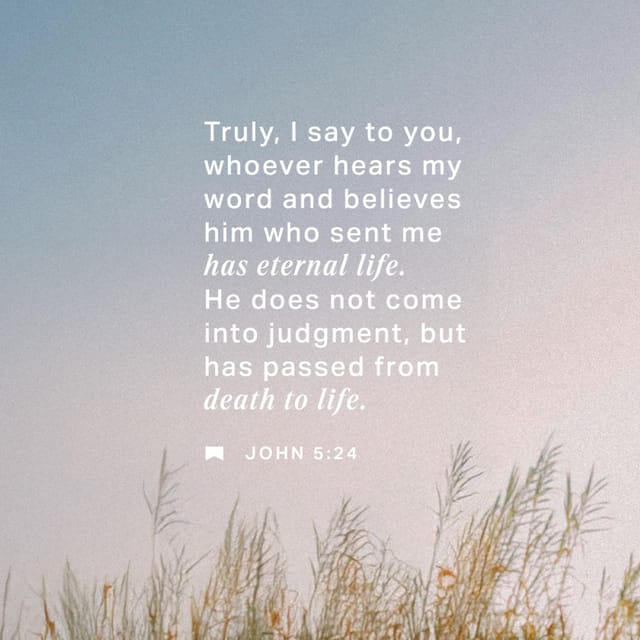 Truly, I say to you,
whoever hears my
word and believes
him who sent me
has eternal life.
He does not come
into judgment, but
has passed from
death to life.
JOHN 5:24